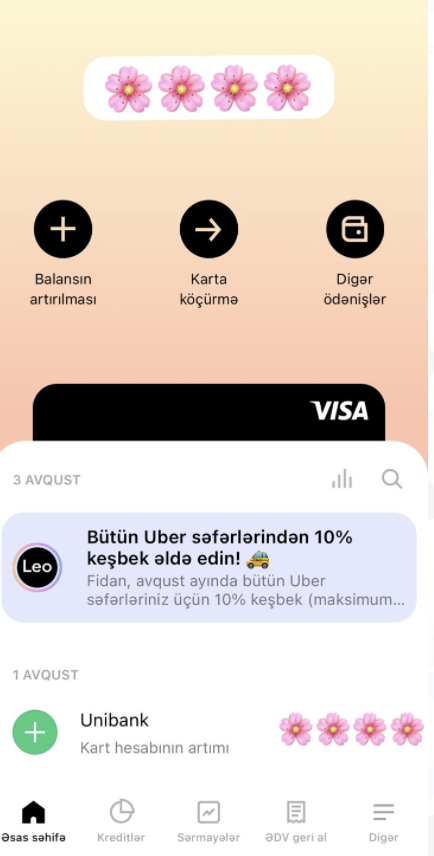 Balansın
artırılması
Karta
köçürmə
Digər
ödənişlər
VISA
3 AVQUST
Leo
Bütün Uber səfərlərindən 10%
keşbek əldə edin! 🚕
Fidan, avqust ayında bütün Uber
səfərləriniz üçün 10% keşbek (maksimum...
1 AVQUST
Unibank
Kart hesabının artımı
Əsas səhifə
Kreditlər
Sərmayələr
ƏDV geri al
Digər